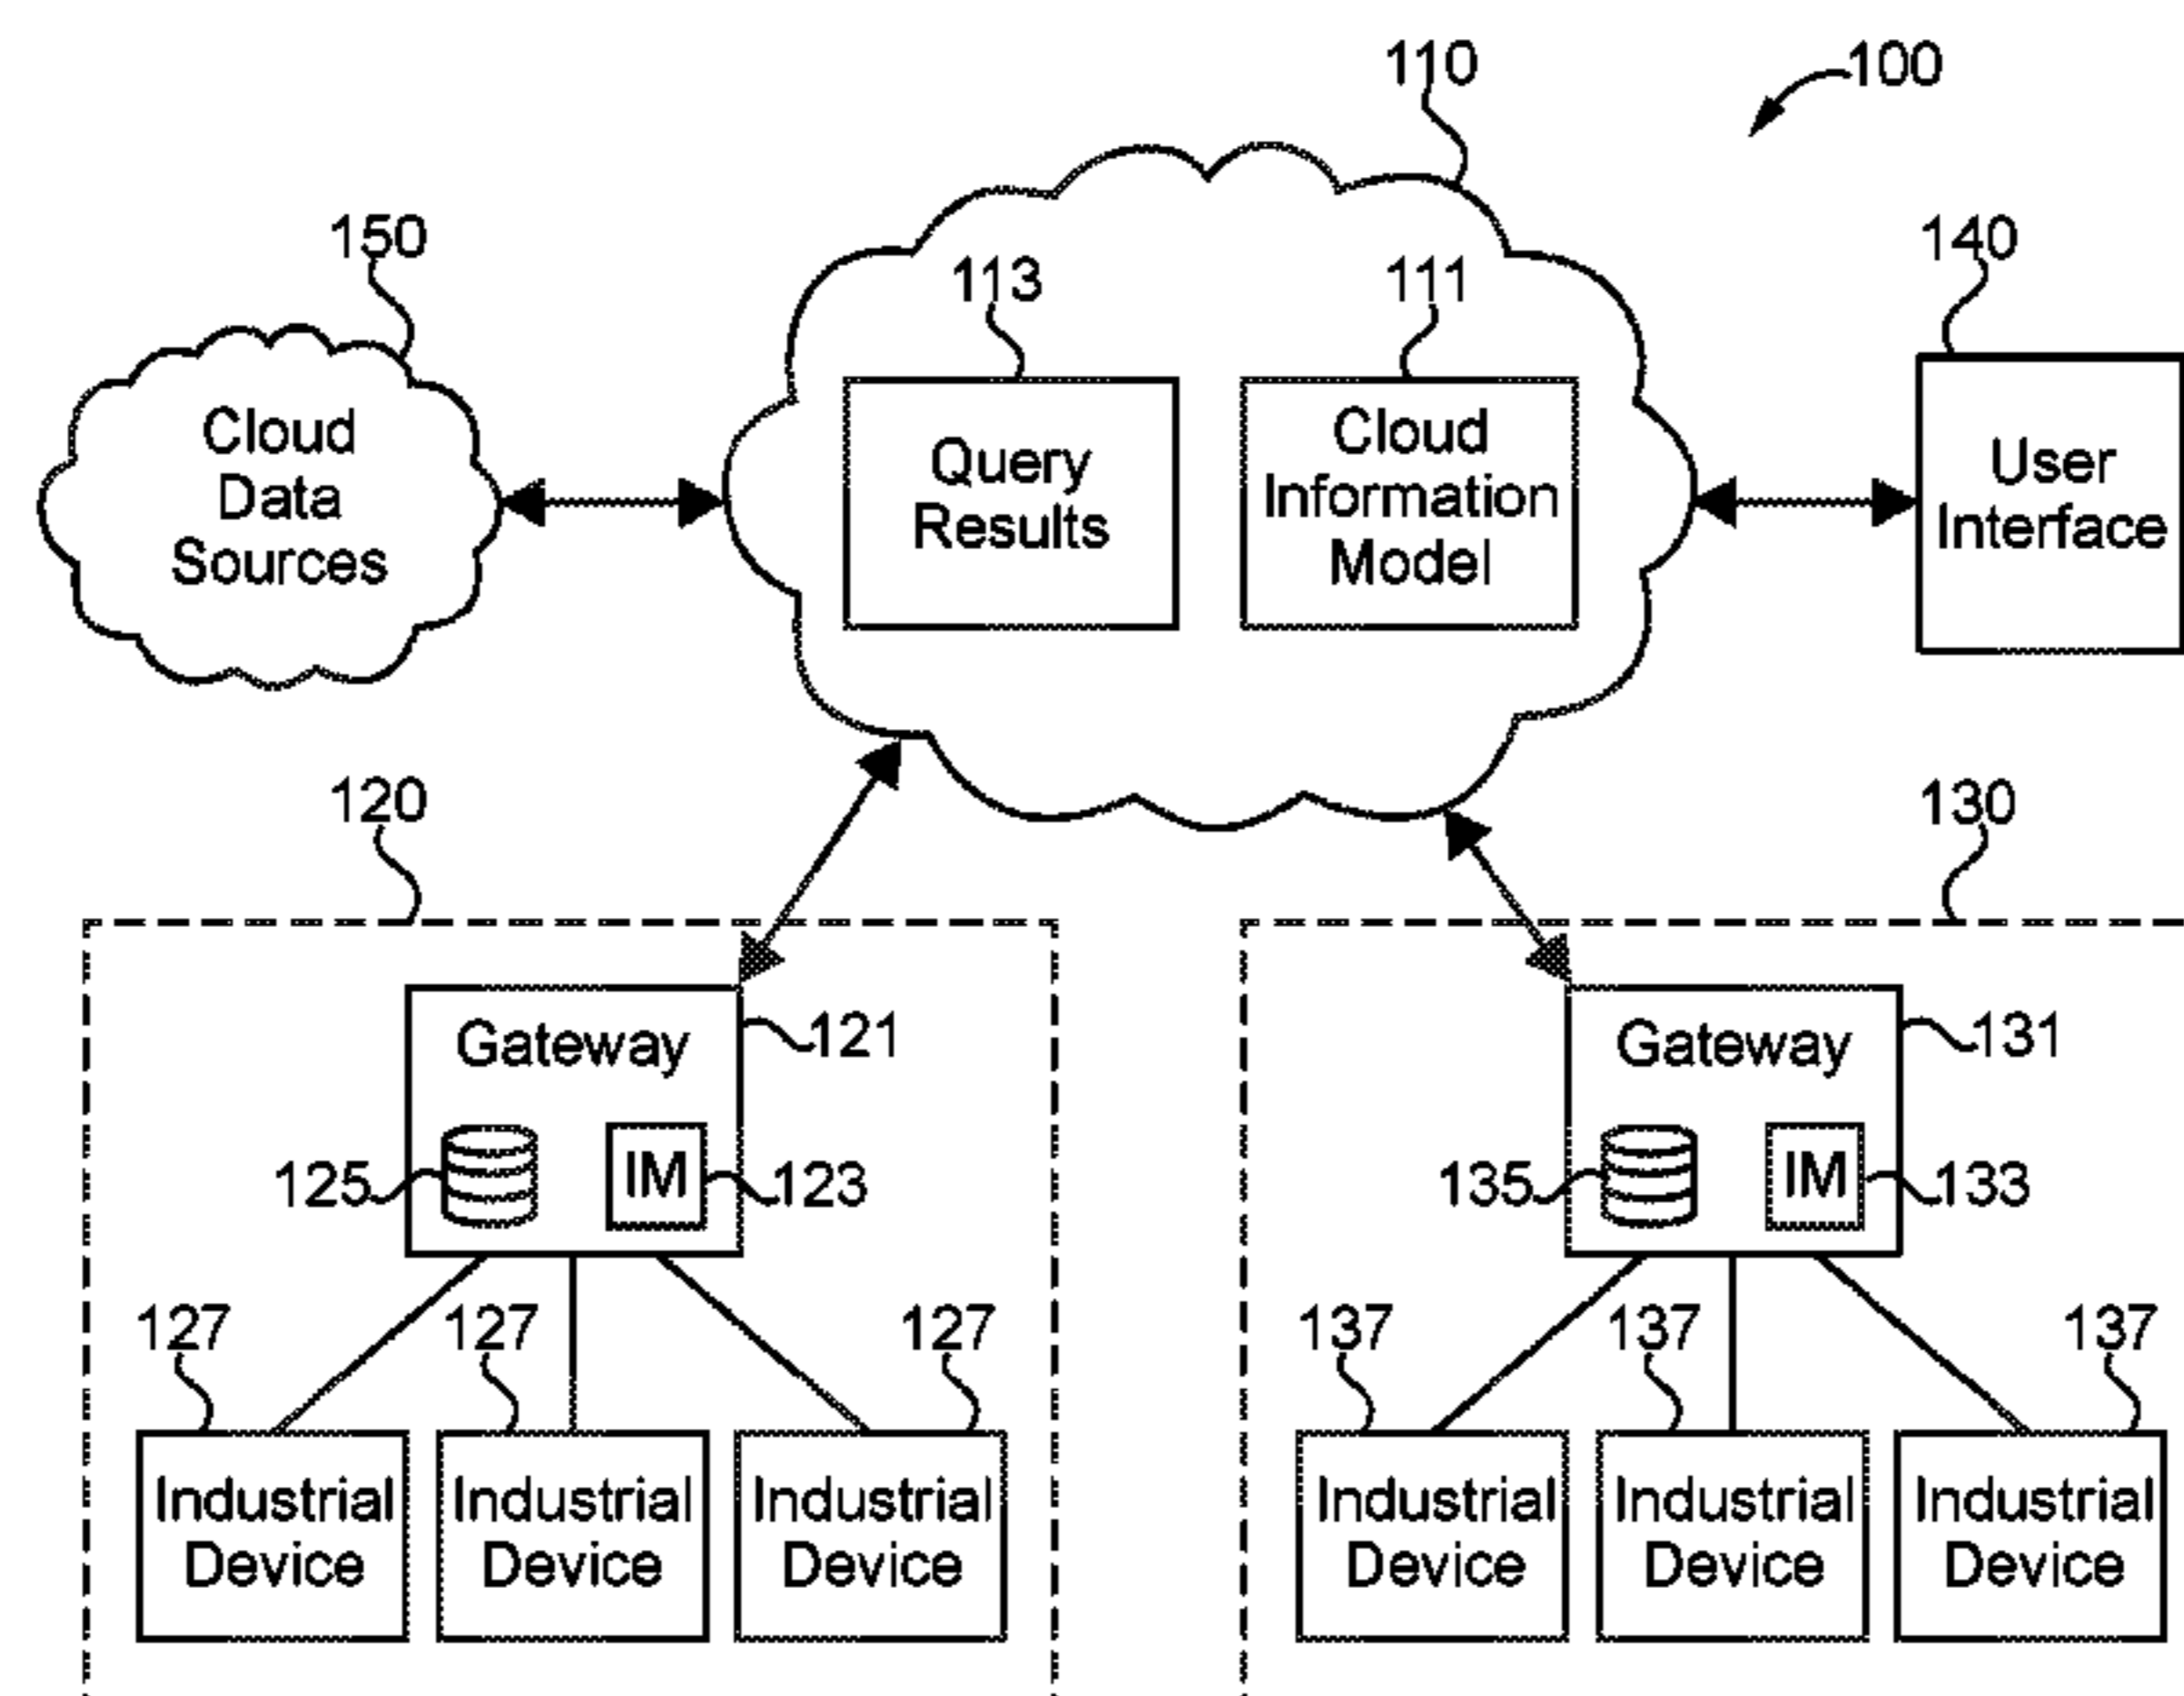 110
100
150
140
113
111
Cloud
Data
Sources
Query
Results
Cloud
Information
Model
User
Interface
120
130
Gateway
121
125
IM
123
Gateway
131
135
IM
133
127
127
127
137
137
137
Industrial
Device
Industrial
Device
Industrial
Device
Industrial
Device
Industrial
Device
Industrial
Device